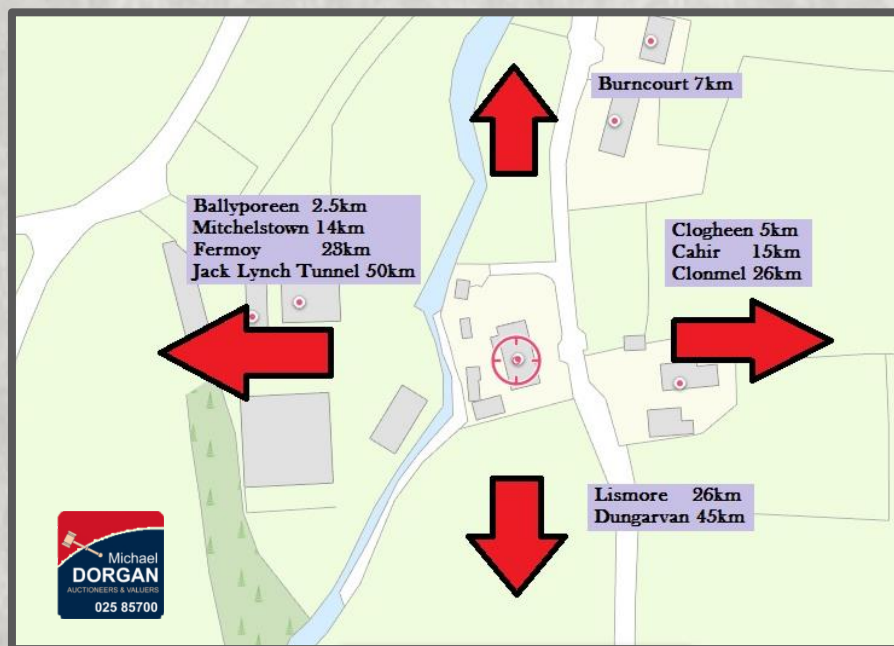 Burncourt 7km
Ballyporeen 2.5km
Mitchelstown 14km
Fermoy 23km
Jack Lynch Tunnel 50km
Clogheen 5km
Cahir 15km
Clonmel 26km
Lismore 26km
Dungarvan 45km
Michael
DORGAN
AUCTIONEERS & VALUERS
025 85700